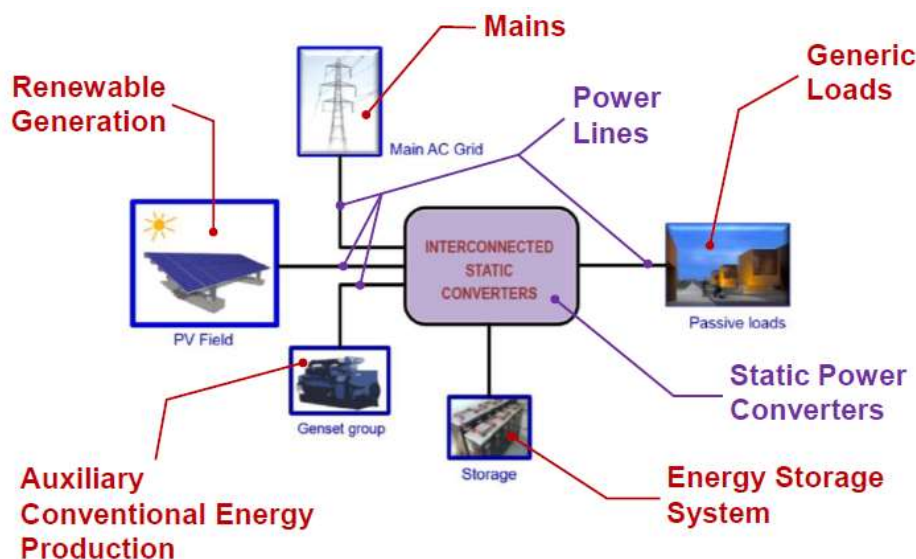 Mains
Generic
Loads
Renewable
Generation
Power
Lines
Main AC Grid
INTERCONNECTED
STATIC
CONVERTERS
PV Field
Passive loads
Genset group
Static Power
Converters
Storage
Auxiliary
Conventional Energy
Production
Energy Storage
System